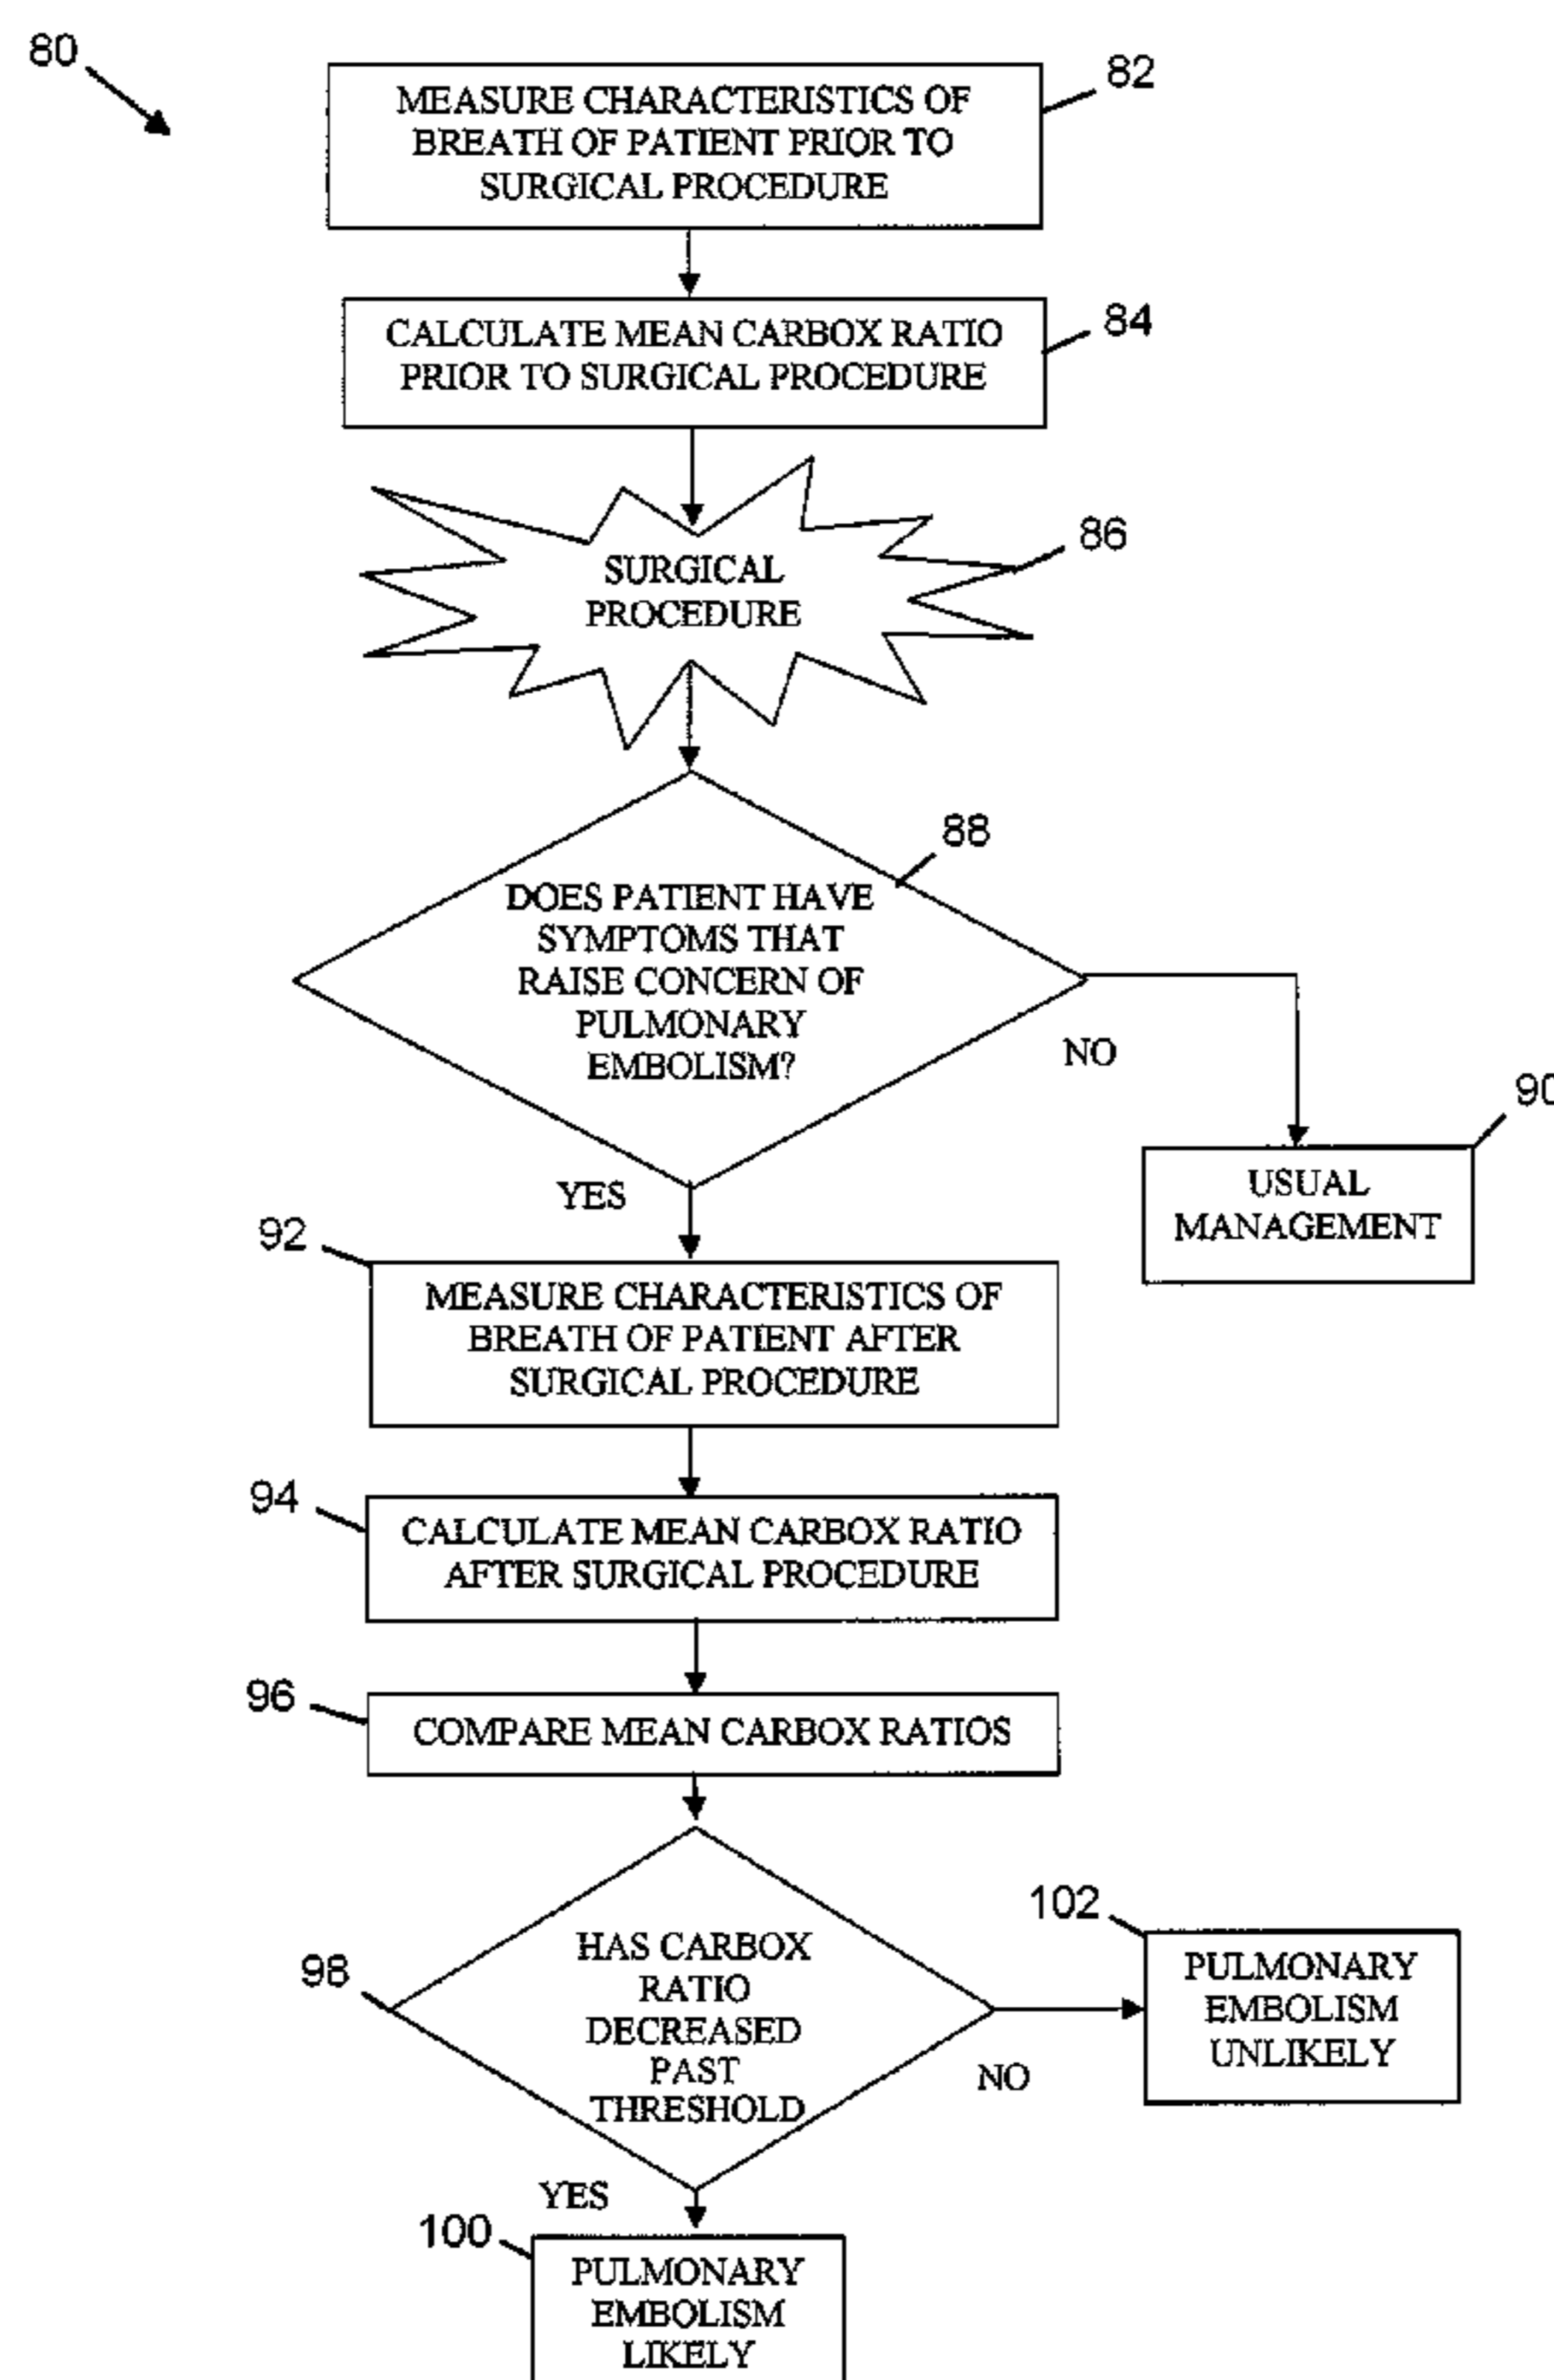 80
82
MEASURE CHARACTERISTICS OF
BREATH OF PATIENT PRIOR TO
SURGICAL PROCEDURE
84
CALCULATE MEAN CARBOX RATIO
PRIOR TO SURGICAL PROCEDURE
86
SURGICAL
PROCEDURE
88
DOES PATIENT HAVE
SYMPTOMS THAT
RAISE CONCERN OF
PULMONARY
EMBOLISM?
NO
90
USUAL
MANAGEMENT
YES
92
MEASURE CHARACTERISTICS OF
BREATH OF PATIENT AFTER
SURGICAL PROCEDURE
94
CALCULATE MEAN CARBOX RATIO
AFTER SURGICAL PROCEDURE
96
COMPARE MEAN CARBOX RATIOS
98
HAS CARBOX
RATIO
DECREASED
PAST
THRESHOLD
NO
102
PULMONARY
EMBOLISM
UNLIKELY
YES
100
PULMONARY
EMBOLISM
LIKELY